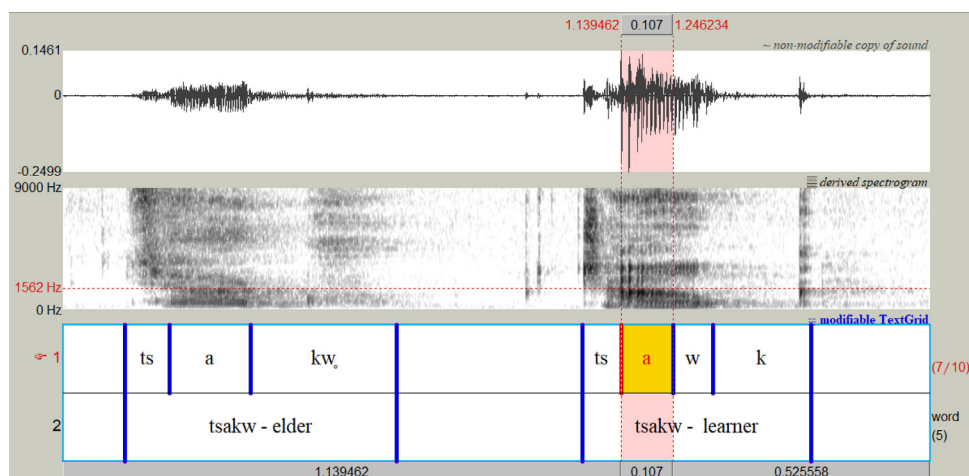 1.139462 0.107 1.246234
0.1461 ~ non-modifiable copy of sound
0
-0.2499
9000 Hz derived spectrogram
1562 Hz
0 Hz
modifiable TextGrid
☞ 1 ts a kw̥ ts a w k (7/10)
2 tsakw - elder tsakw - learner word
(5)
1.139462 0.107 0.525558